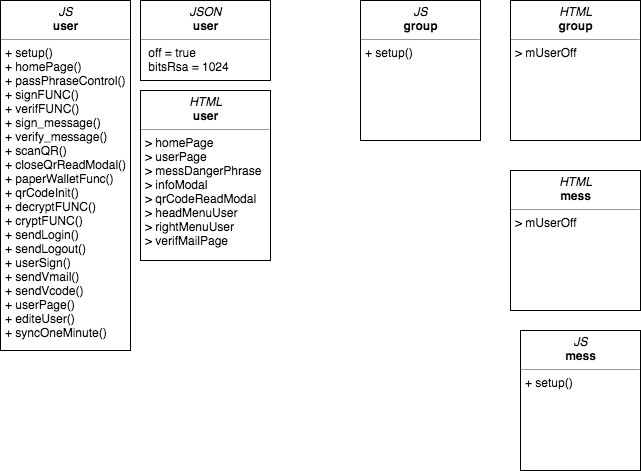 JS
user
+ setup()
+ homePage()
+ passPhraseControl()
+ signFUNC()
+ verifFUNC()
+ sign_message()
+ verify_message()
+ scanQR()
+ closeQrReadModal()
+ paperWalletFunc()
+ qrCodeInit()
+ decryptFUNC()
+ cryptFUNC()
+ sendLogin()
+ sendLogout()
+ userSign()
+ sendVmail()
+ sendVcode()
+ userPage()
+ editeUser()
+ syncOneMinute()
JSON
user
off = true
bitsRsa = 1024
HTML
user
> homePage
> userPage
> messDangerPhrase
> infoModal
> qrCodeReadModal
> headMenuUser
> rightMenuUser
> verifMailPage
JS
group
+ setup()
HTML
group
> mUserOff
HTML
mess
> mUserOff
JS
mess
+ setup()